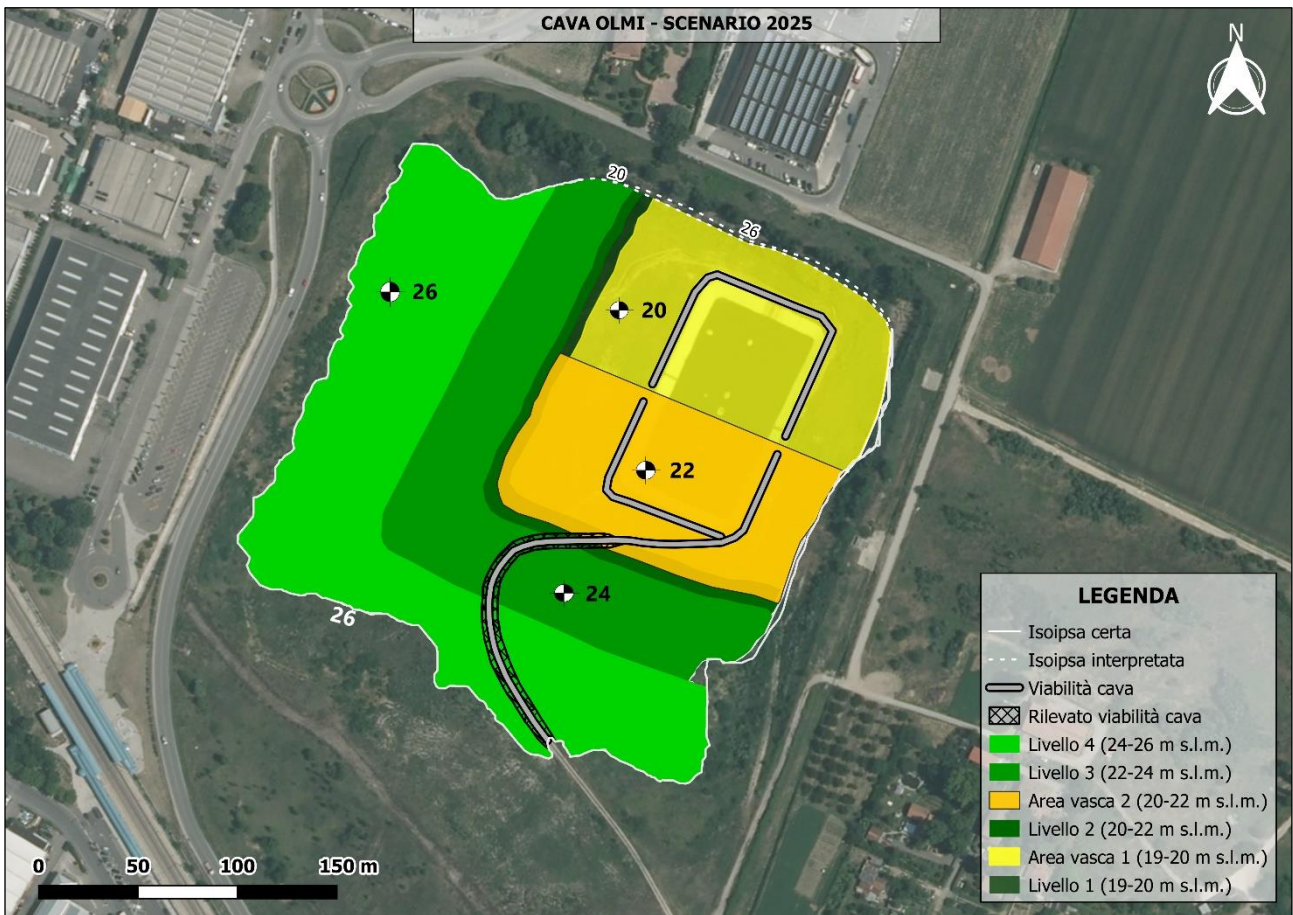 CAVA OLMI - SCENARIO 2025
N
20
26
26
20
22
24
26
LEGENDA
Isoipsa certa
Isoipsa interpretata
Viabilità cava
Rilevato viabilità cava
Livello 4 (24-26 m s.l.m.)
Livello 3 (22-24 m s.l.m.)
Area vasca 2 (20-22 m s.l.m.)
Livello 2 (20-22 m s.l.m.)
Area vasca 1 (19-20 m s.l.m.)
Livello 1 (19-20 m s.l.m.)
0 50 100 150 m